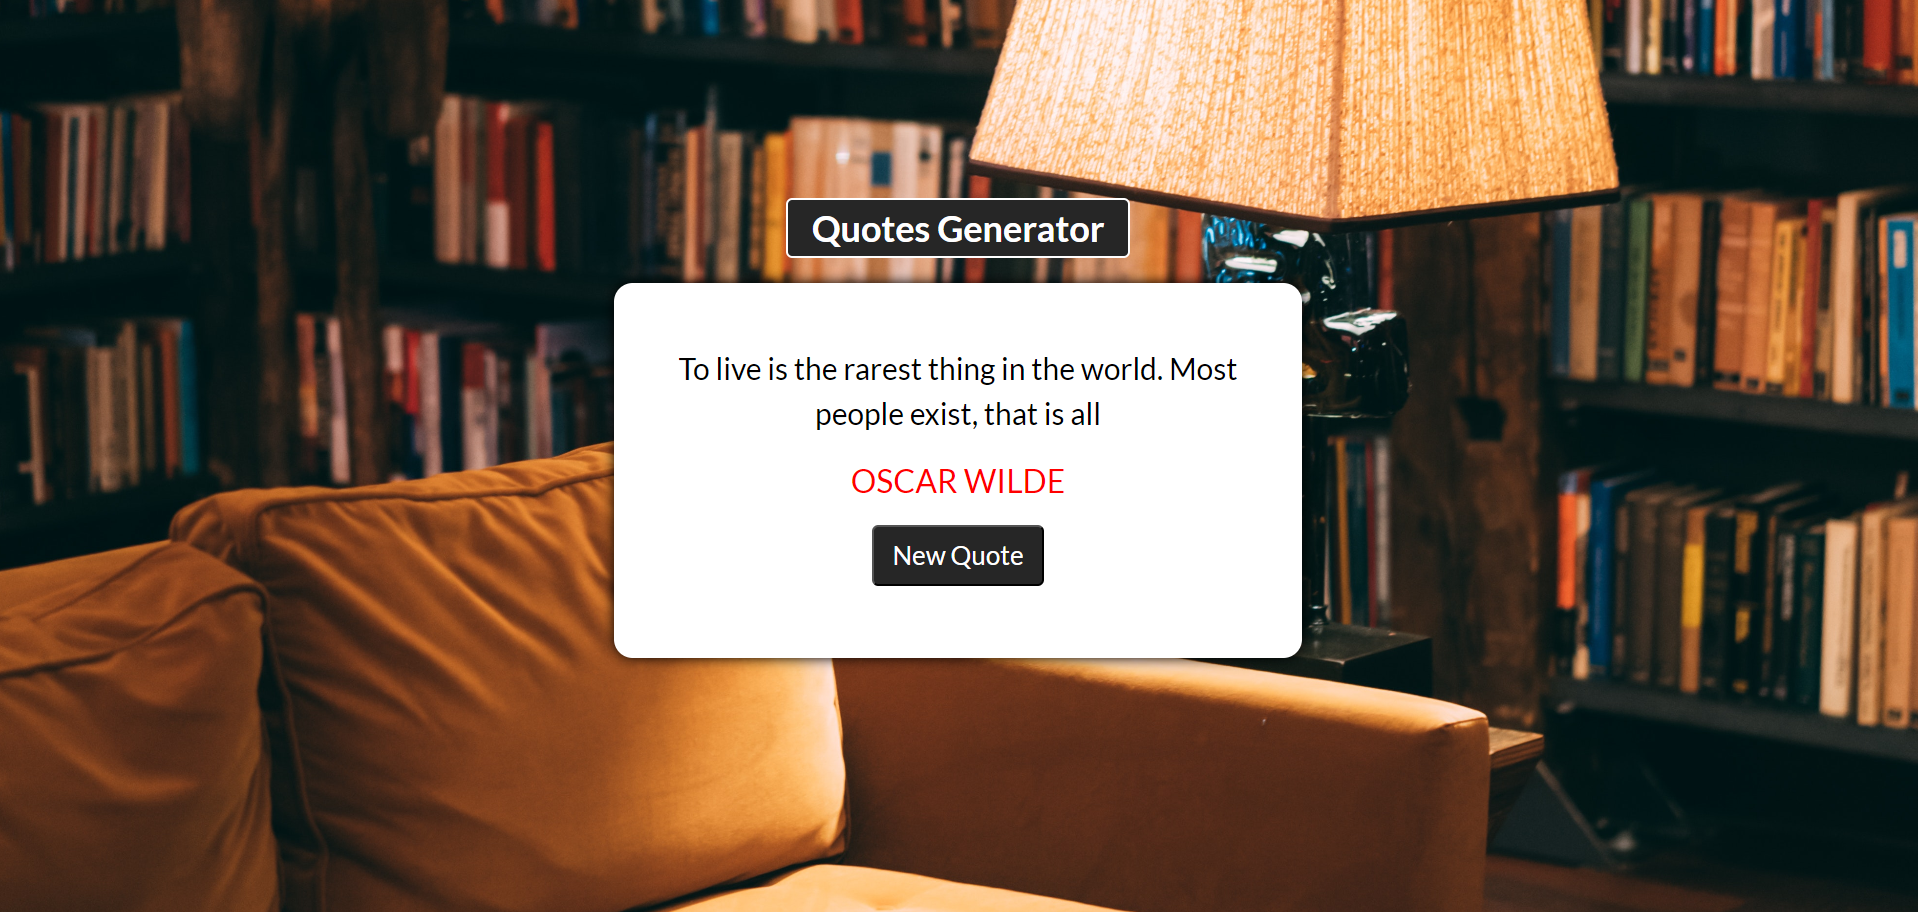 Quotes Generator
To live is the rarest thing in the world. Most
people exist, that is all
OSCAR WILDE
New Quote